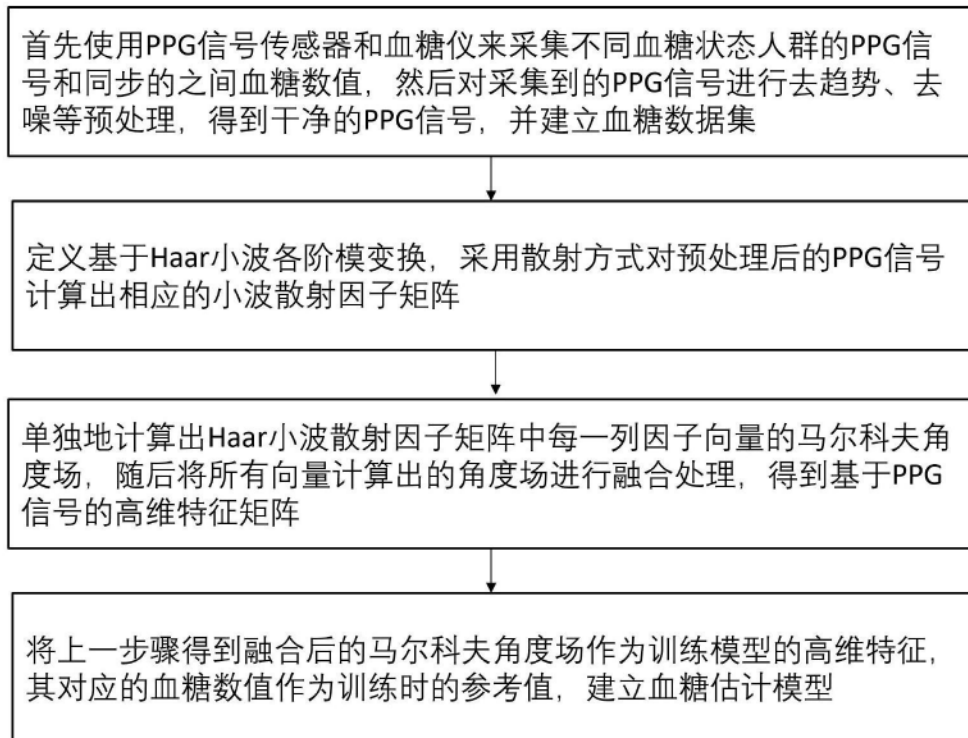 首先使用PPG信号传感器和血糖仪来采集不同血糖状态人群的PPG信
号和同步的之间血糖数值，然后对采集到的PPG信号进行去趋势、去
噪等预处理，得到干净的PPG信号，并建立血糖数据集
定义基于Haar小波各阶模变换，采用散射方式对预处理后的PPG信号
计算出相应的小波散射因子矩阵
单独地计算出Haar小波散射因子矩阵中每一列因子向量的马尔科夫角
度场，随后将所有向量计算出的角度场进行融合处理，得到基于PPG
信号的高维特征矩阵
将上一步骤得到融合后的马尔科夫角度场作为训练模型的高维特征，
其对应的血糖数值作为训练时的参考值，建立血糖估计模型